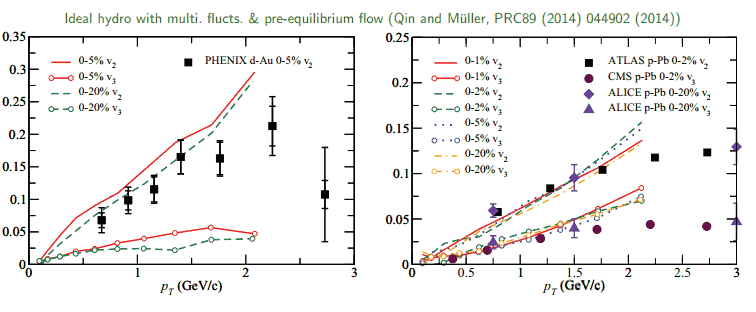 Ideal hydro with multi. flucts. & pre-equilibrium flow (Qin and Müller, PRC89 (2014) 044902 (2014))
0.35
0.3
0.25
0.2
0.15
0.1
0.05
0
0-5% v2
0-5% v3
0-20% v2
0-20% v3
PHENIX d-Au 0-5% v2
0 1 2 3
pT (GeV/c)
0.25
0.2
0.15
0.1
0.05
0
0-1% v2
0-1% v3
0-2% v2
0-2% v3
0-5% v2
0-5% v3
0-20% v2
0-20% v3
ATLAS p-Pb 0-2% v2
CMS p-Pb 0-2% v3
ALICE p-Pb 0-20% v2
ALICE p-Pb 0-20% v3
0 0.5 1 1.5 2 2.5 3
pT (GeV/c)